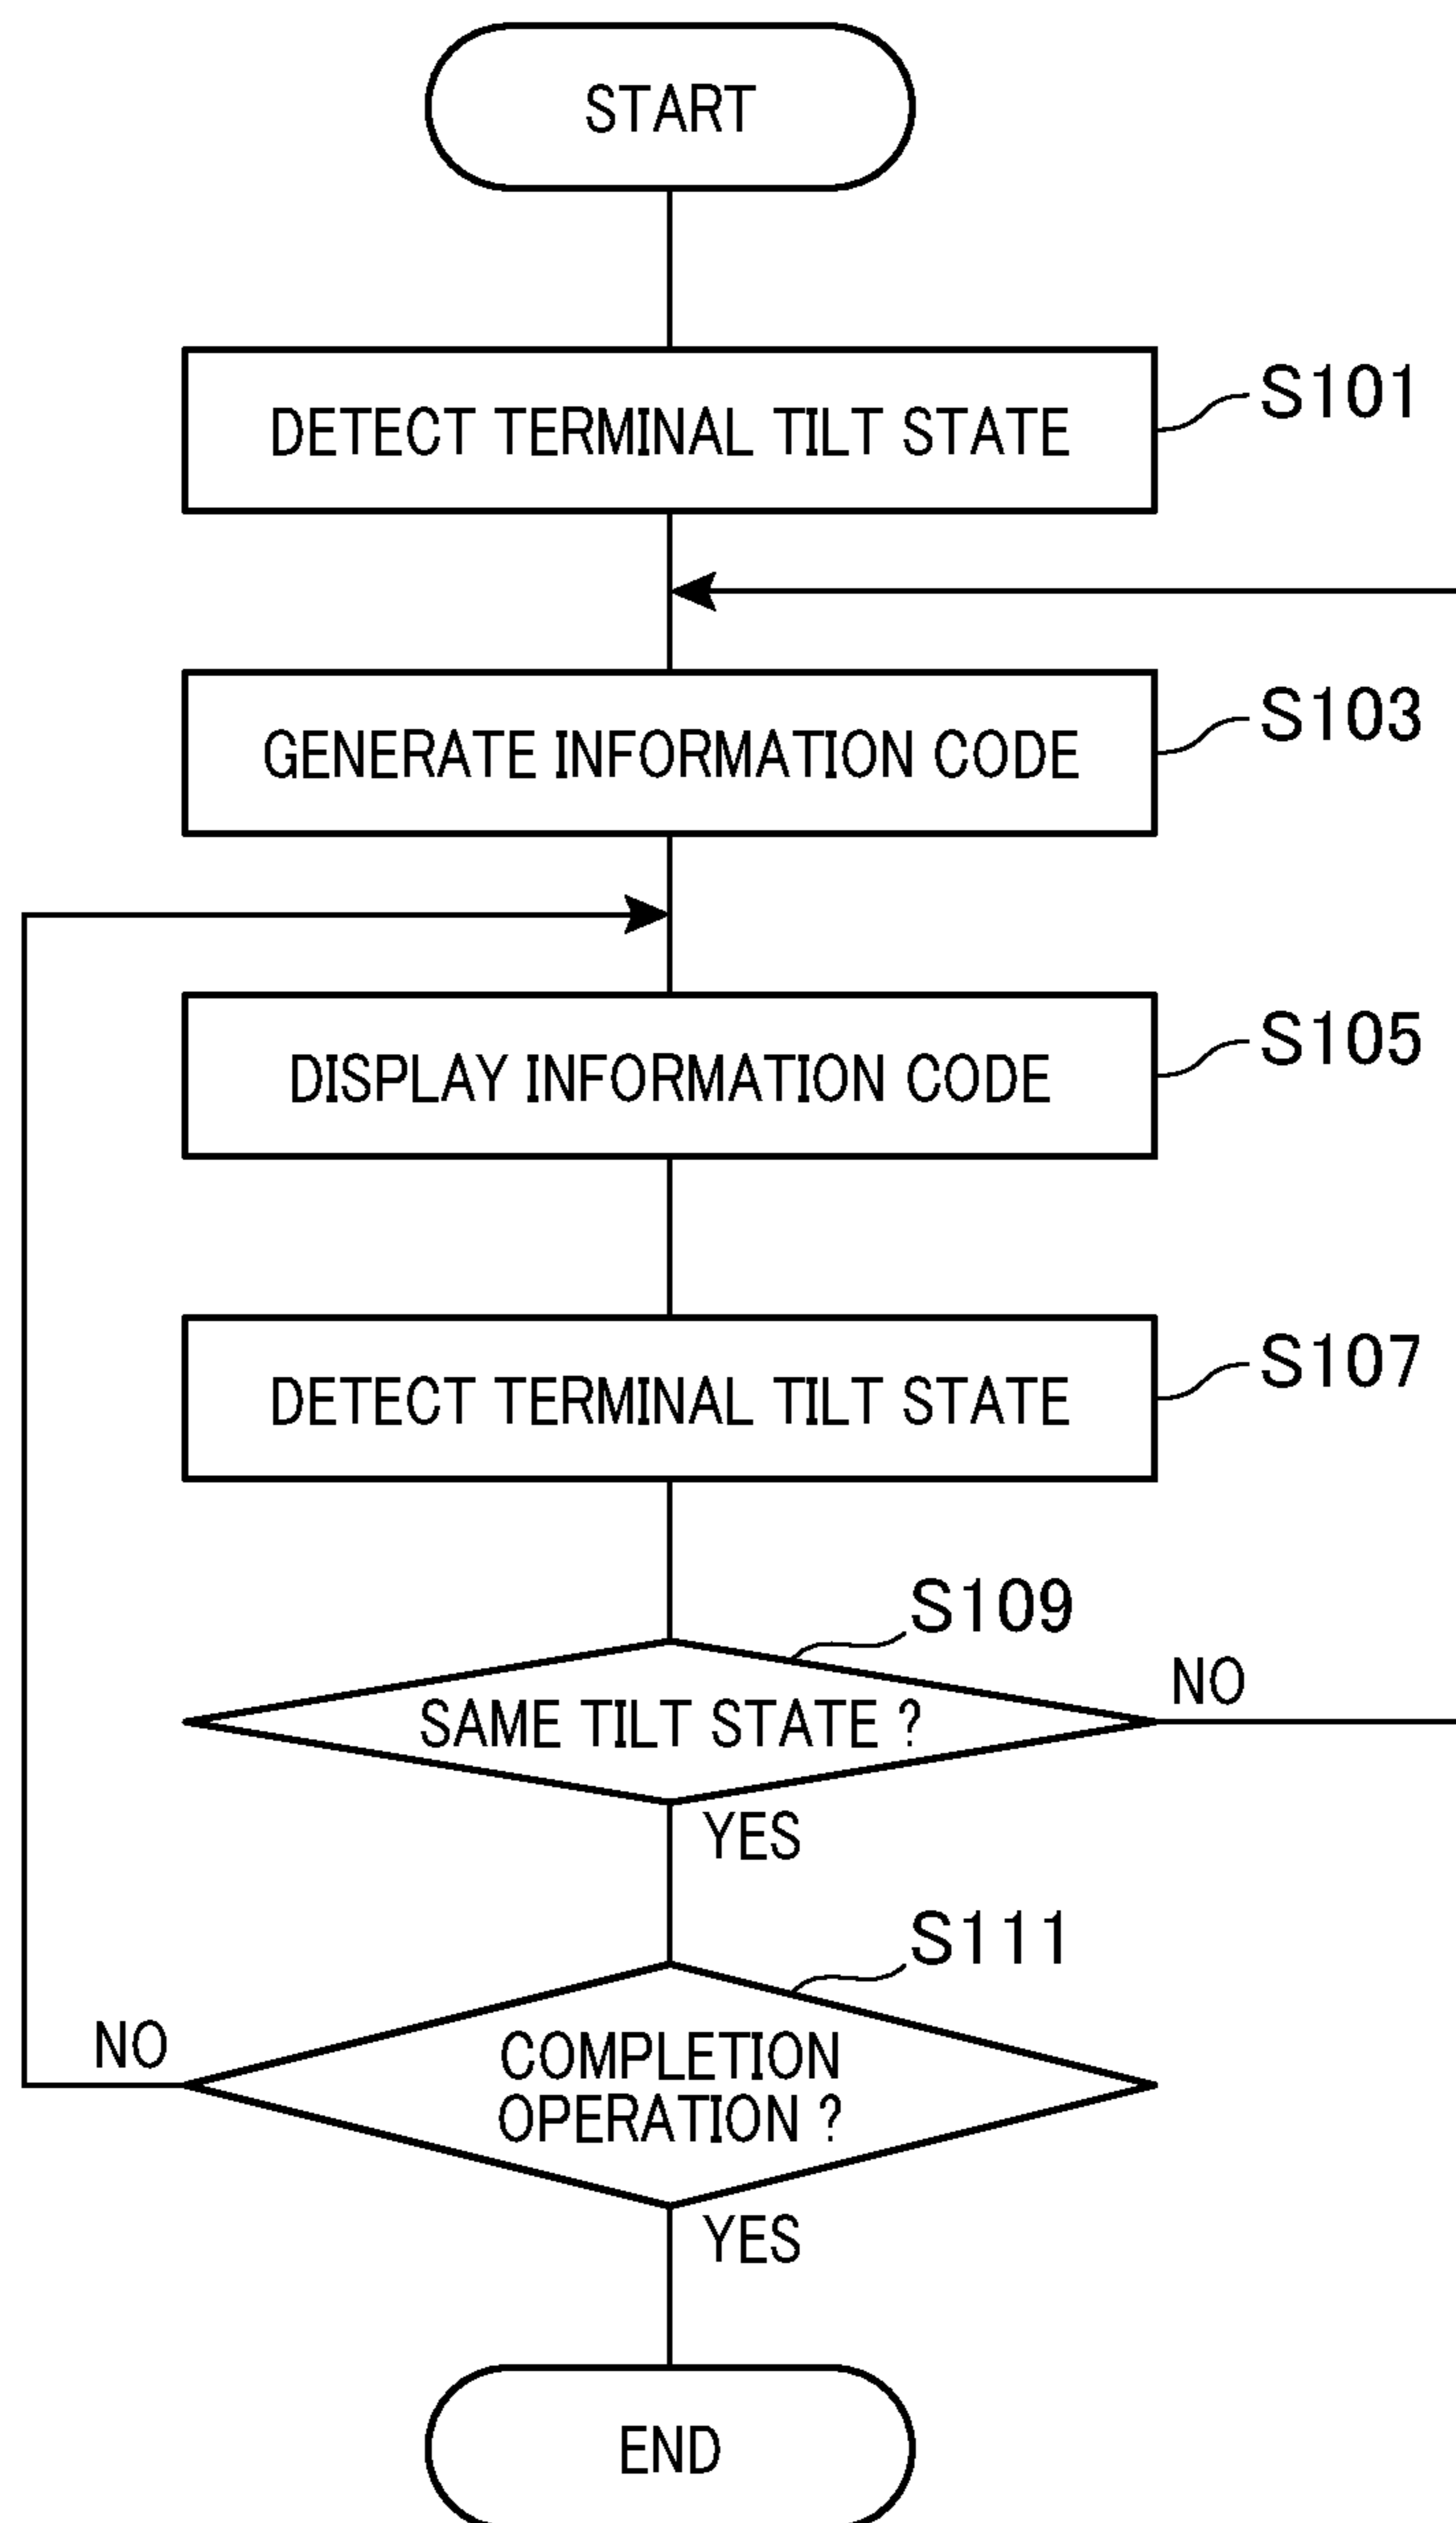 START
DETECT TERMINAL TILT STATE
S101
GENERATE INFORMATION CODE
S103
DISPLAY INFORMATION CODE
S105
DETECT TERMINAL TILT STATE
S107
S109
SAME TILT STATE ?
NO
YES
S111
COMPLETION
OPERATION ?
NO
YES
END